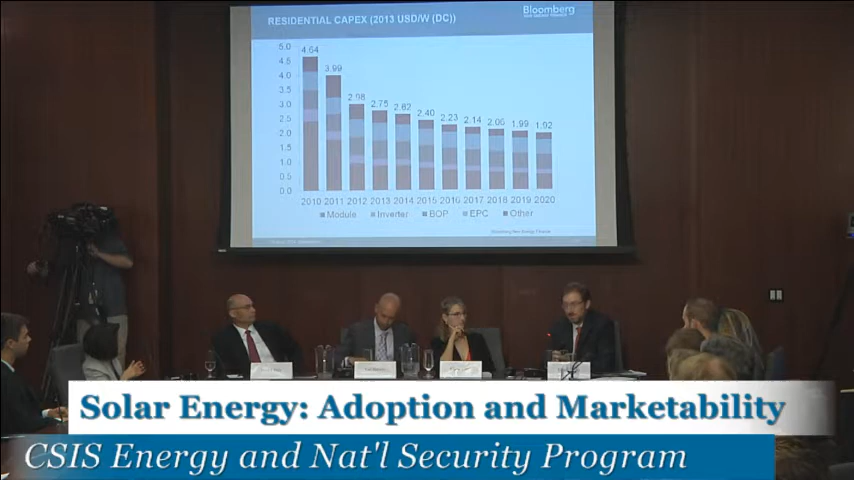 RESIDENTIAL CAPEX (2013 USD/W (DC))
Bloomberg
NEW ENERGY FINANCE
5.0
4.5
4.0
3.5
3.0
2.5
2.0
1.5
1.0
0.5
0.0
4.64
3.99
2.98
2.75
2.62
2.40
2.23
2.14
2.00
1.99
1.92
2010 2011 2012 2013 2014 2015 2016 2017 2018 2019 2020
Module Inverter BOP EPC Other
Bloomberg New Energy Finance
Solar Energy: Adoption and Marketability
CSIS Energy and Nat'l Security Program